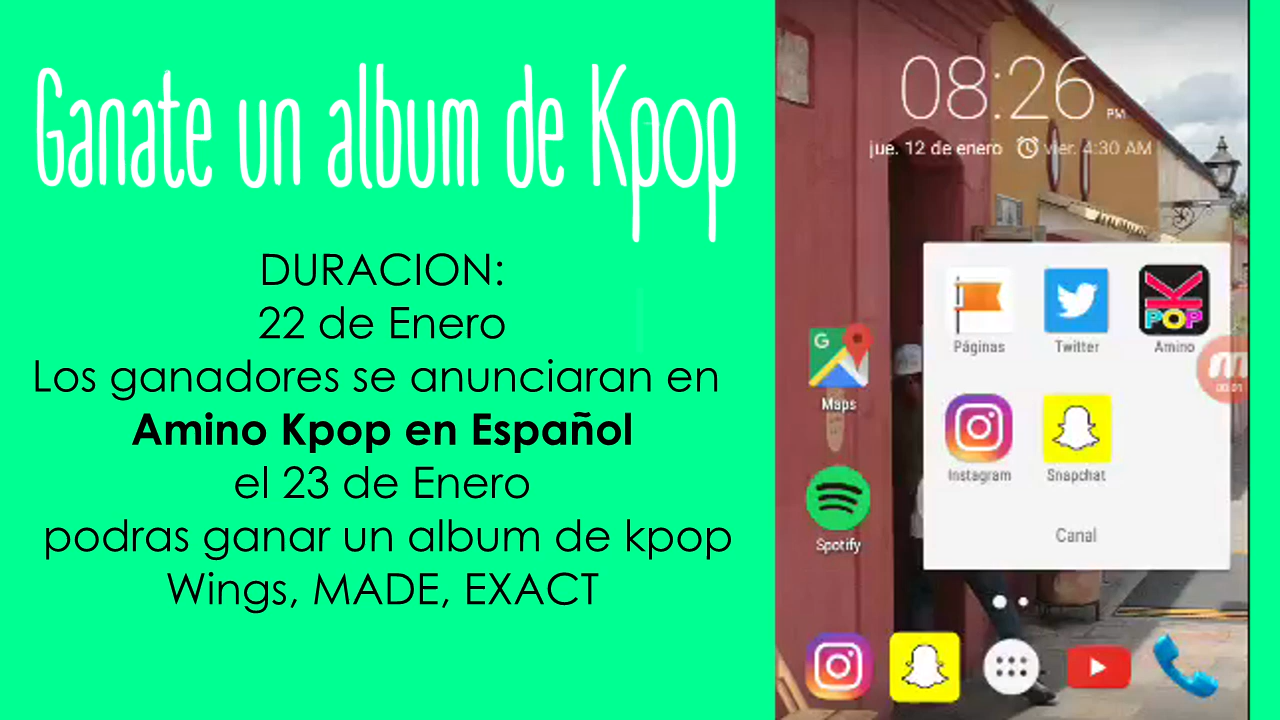 Ganate un album de Kpop
DURACION:
22 de Enero
Los ganadores se anunciaran en
Amino Kpop en Español
el 23 de Enero
podras ganar un album de kpop
Wings, MADE, EXACT
08:26 PM
jue. 12 de enero vier. 4:30 AM
G
K
POP
Páginas Twitter Amino
00:01
Maps
Instagram Snapchat
Spotify
Canal